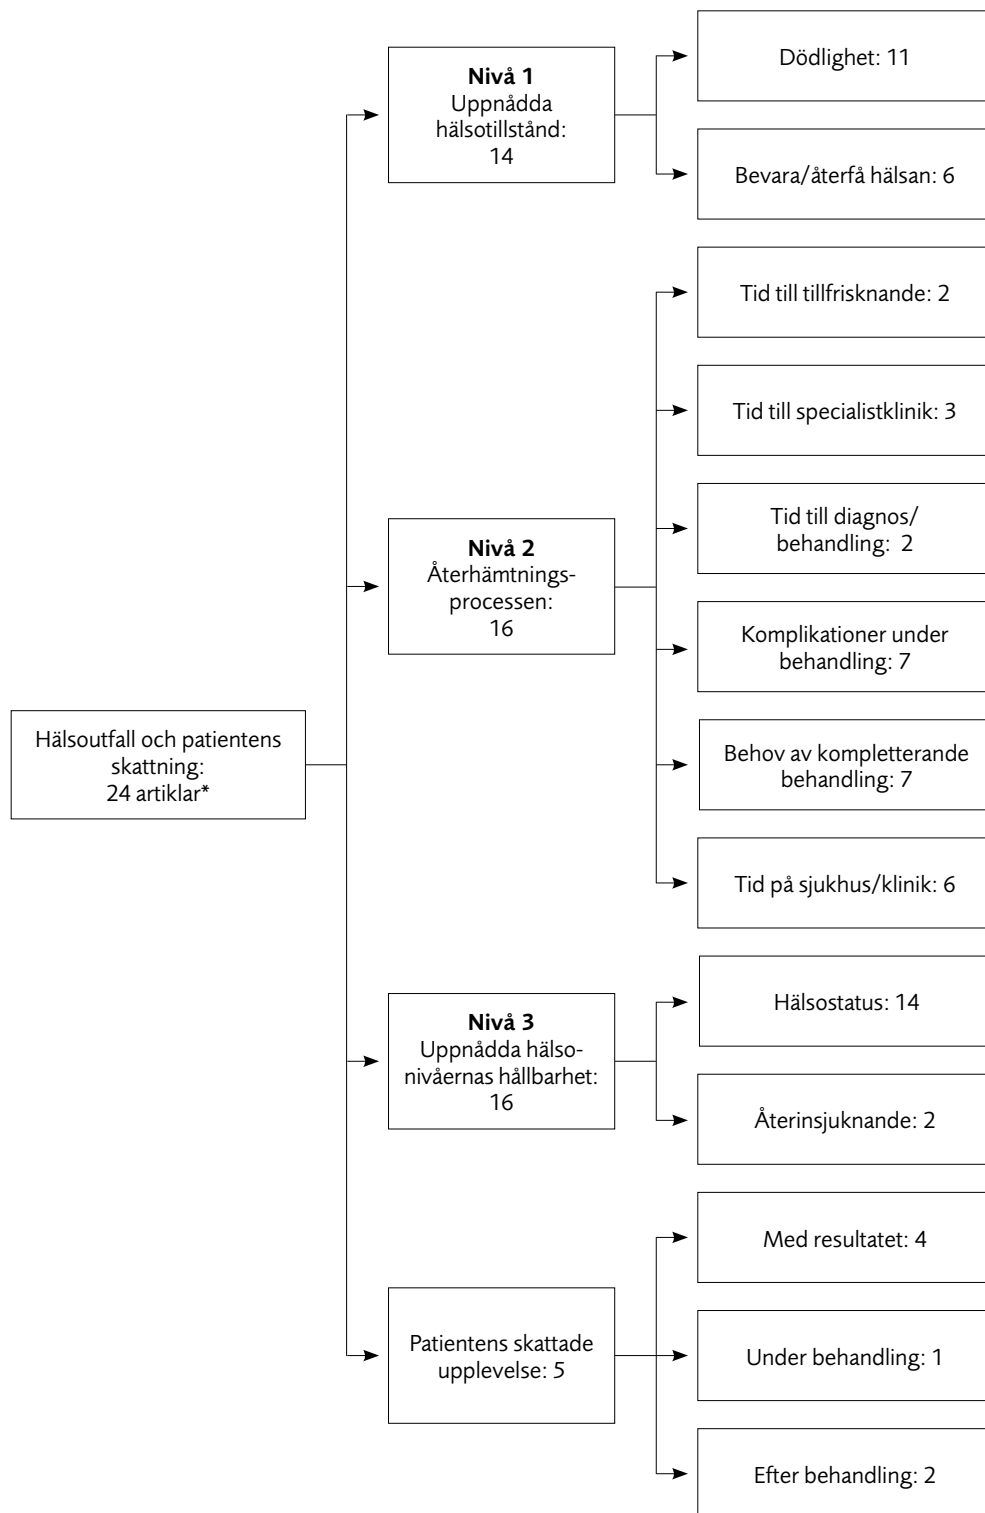 Hälsoutfall och patientens
skattning:
24 artiklar*
Nivå 1
Uppnådda
hälsotillstånd:
14
Dödlighet: 11
Bevara/återfå hälsan: 6
Nivå 2
Återhämtnings-
processen:
16
Tid till tillfrisknande: 2
Tid till specialistklinik: 3
Tid till diagnos/
behandling: 2
Komplikationer under
behandling: 7
Behov av kompletterande
behandling: 7
Tid på sjukhus/klinik: 6
Nivå 3
Uppnådda hälso-
nivåernas hållbarhet:
16
Hälsostatus: 14
Återinsjuknande: 2
Patientens skattade
upplevelse: 5
Med resultatet: 4
Under behandling: 1
Efter behandling: 2